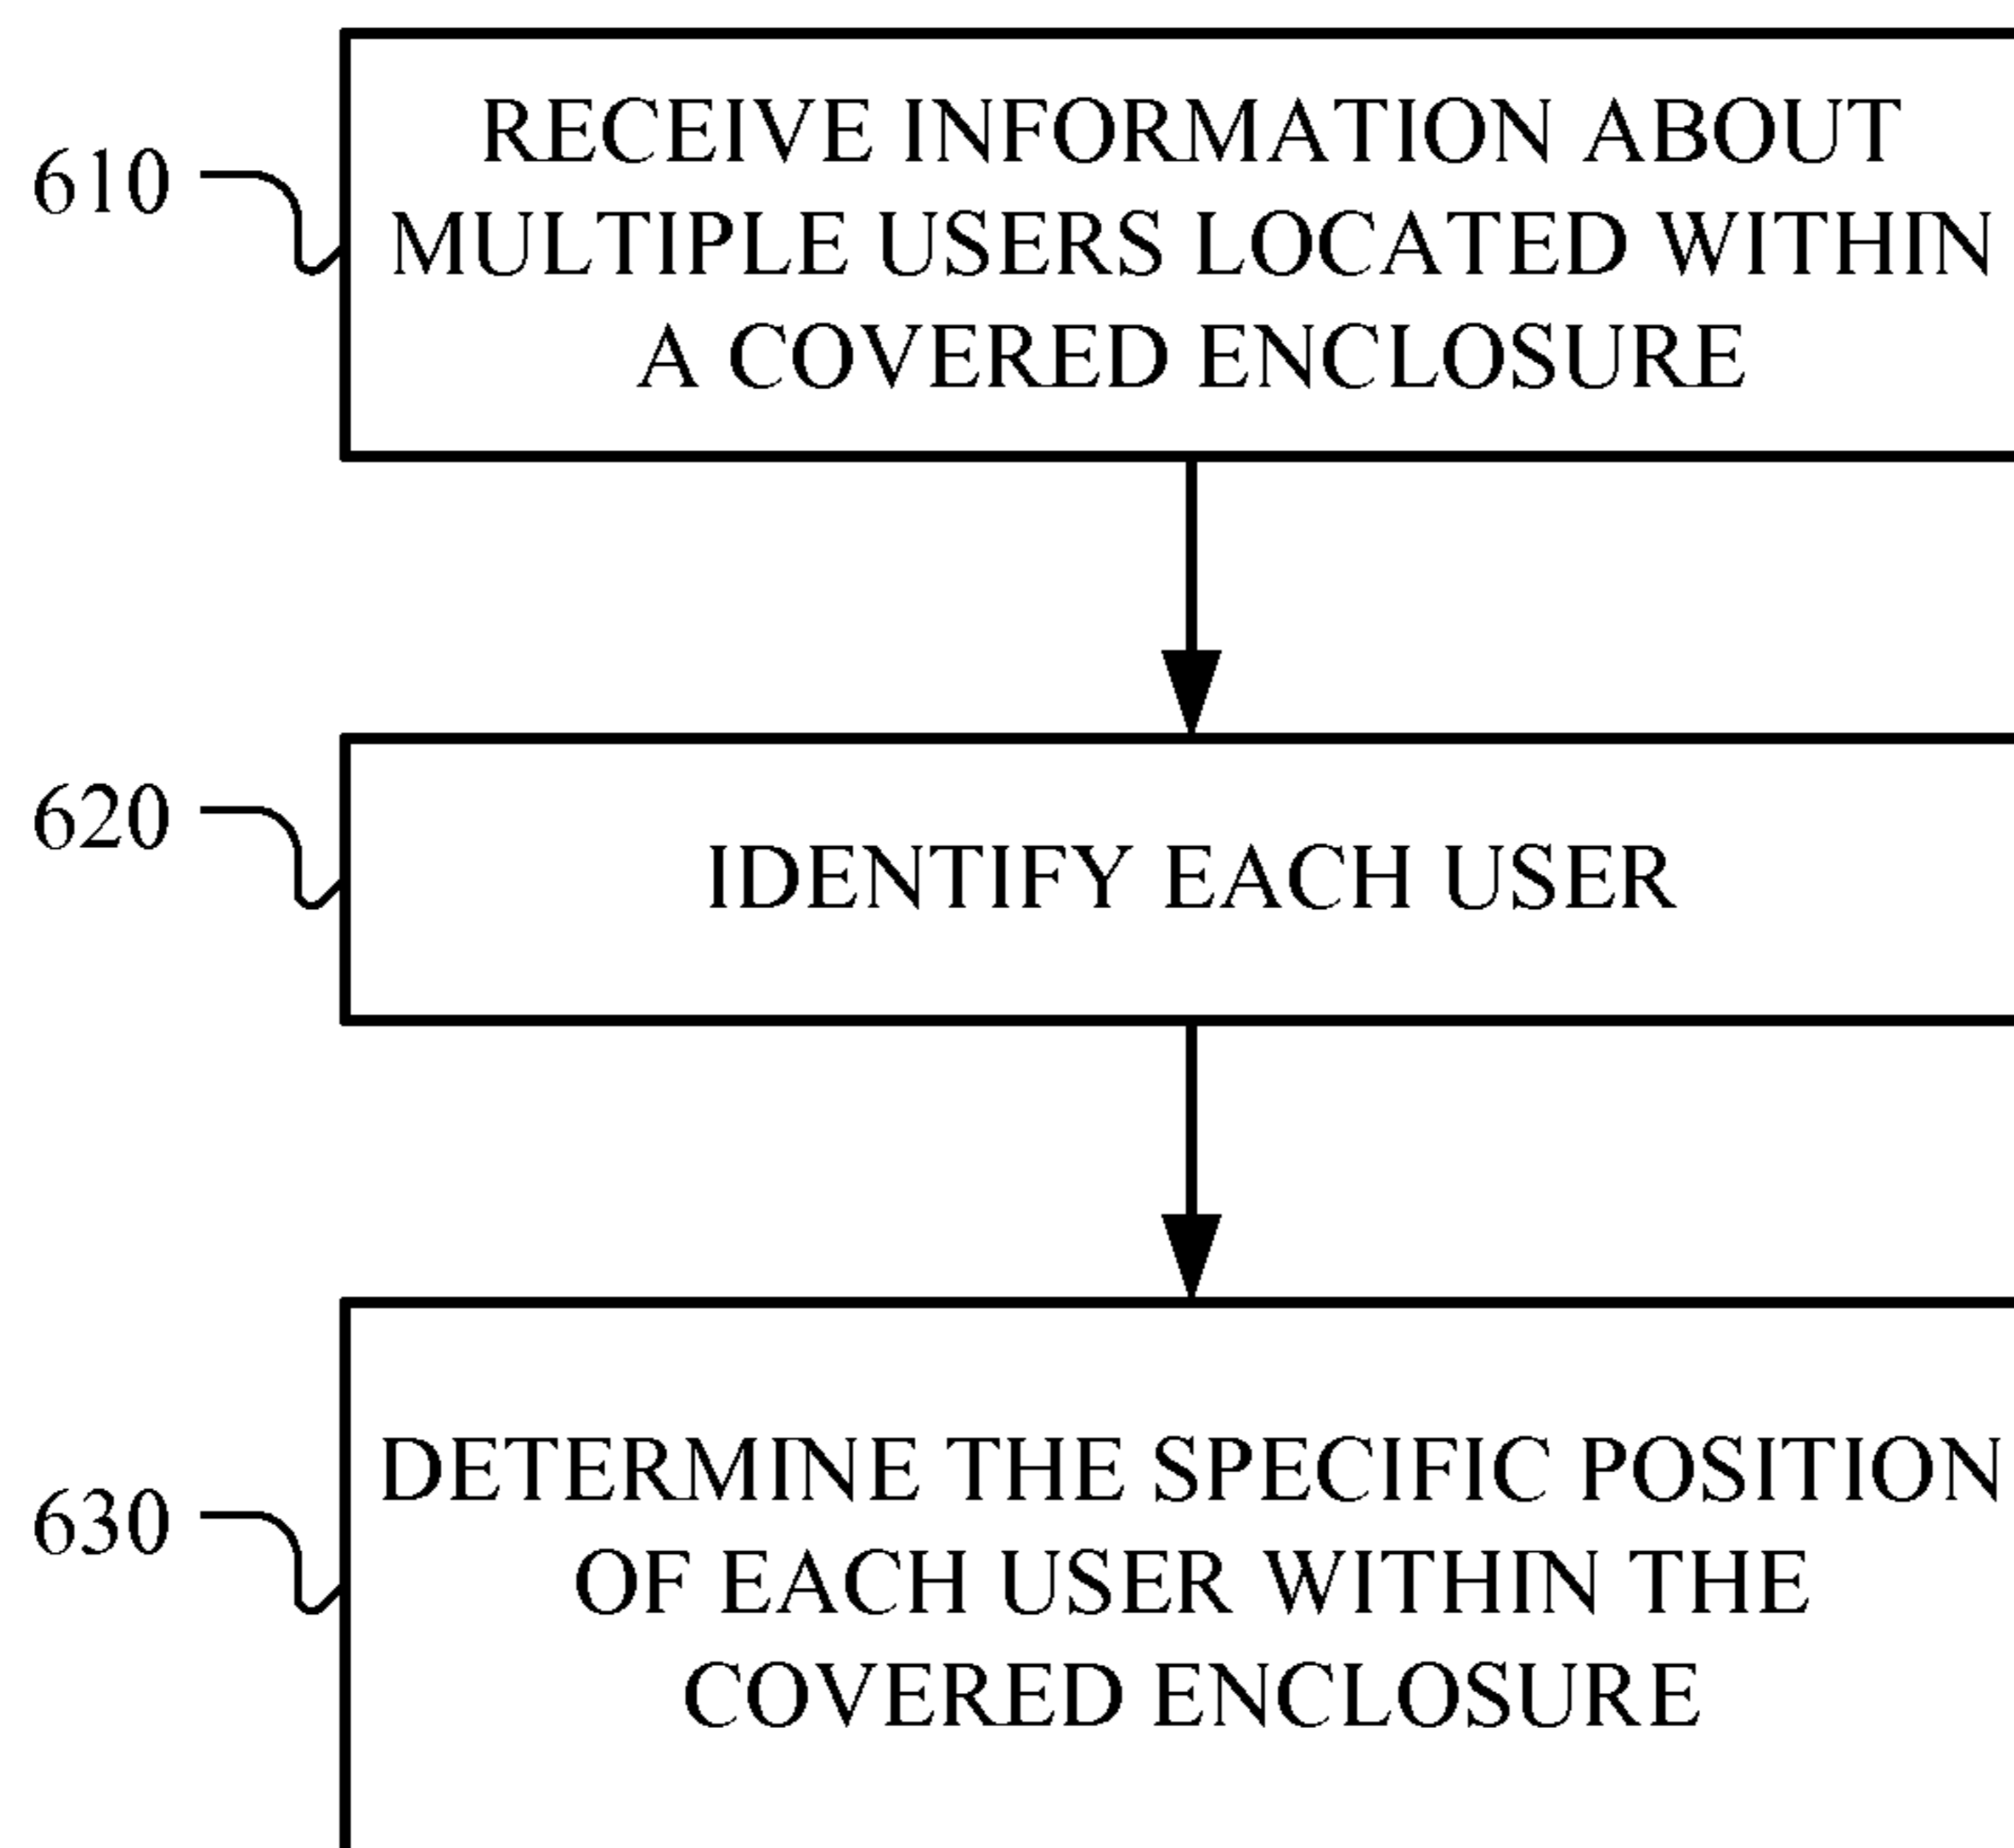 610
RECEIVE INFORMATION ABOUT
MULTIPLE USERS LOCATED WITHIN
A COVERED ENCLOSURE
620
IDENTIFY EACH USER
630
DETERMINE THE SPECIFIC POSITION
OF EACH USER WITHIN THE
COVERED ENCLOSURE